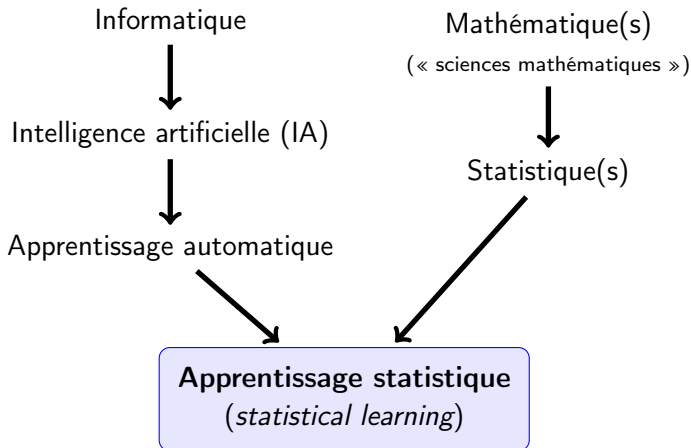 Informatique
Mathématique(s)
(« sciences mathématiques »)
Intelligence artificielle (IA)
Statistique(s)
Apprentissage automatique
Apprentissage statistique
(statistical learning)